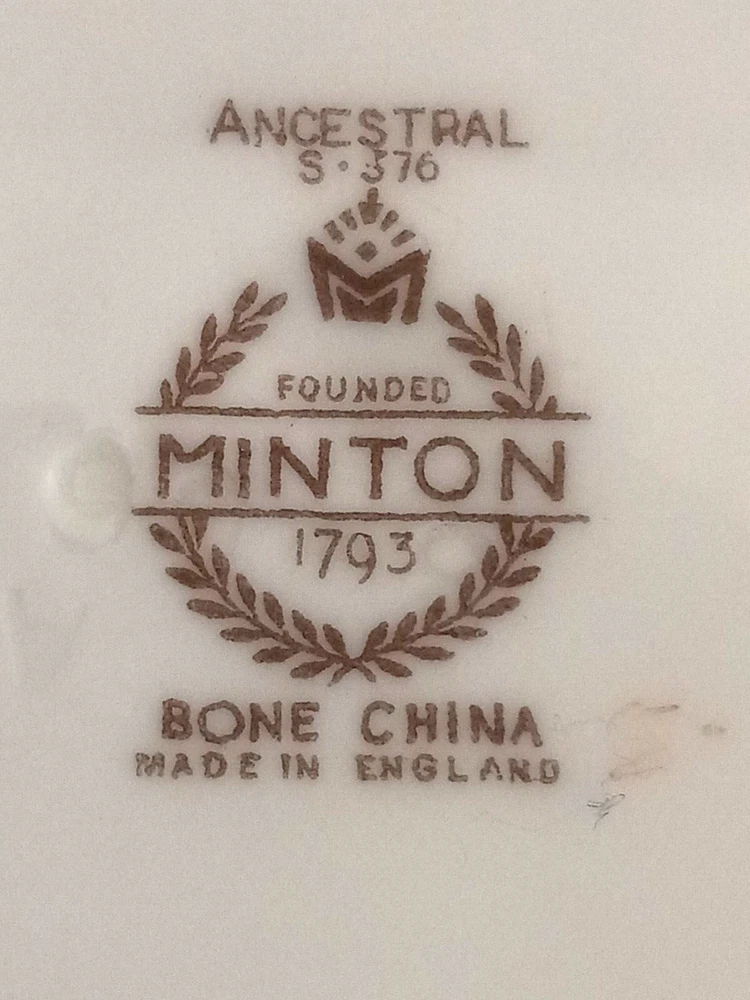 ANCESTRAL
S·376
M
FOUNDED
MINTON
1793
BONE CHINA
MADE IN ENGLAND